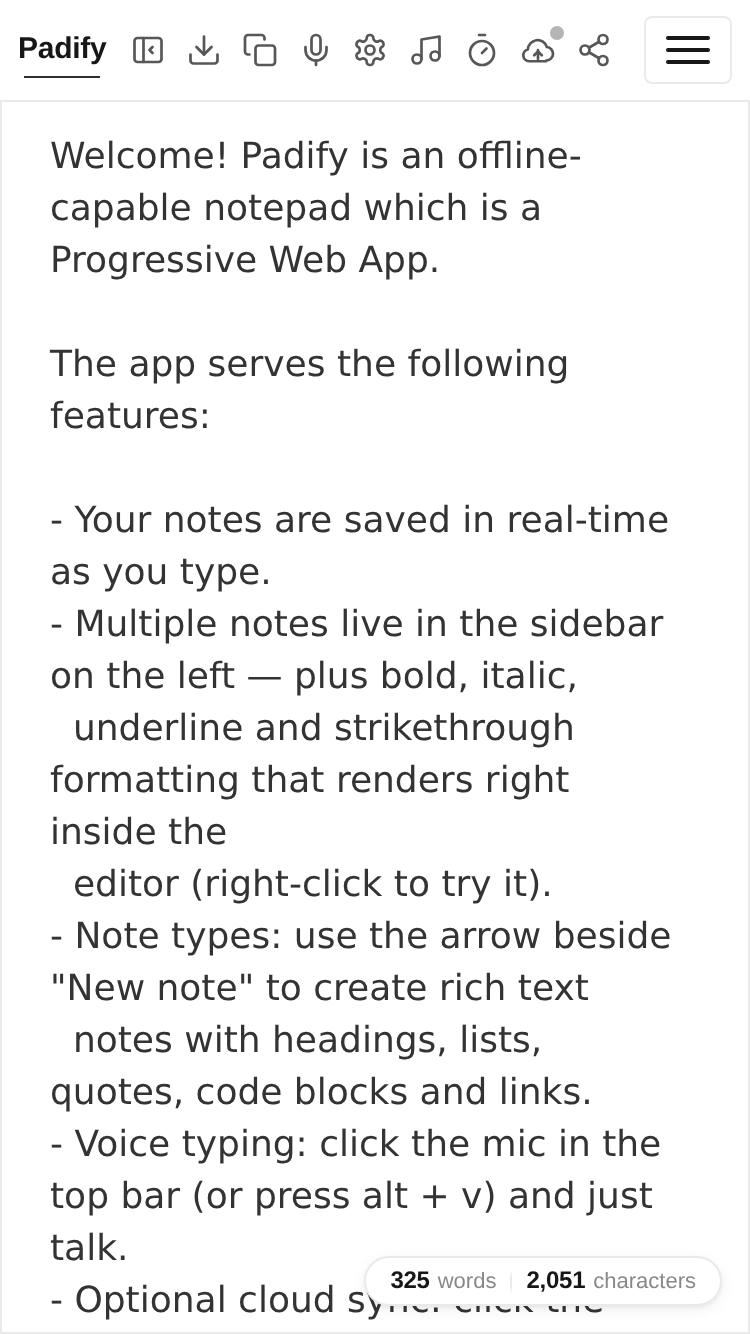 Padify
Welcome! Padify is an offline-
capable notepad which is a
Progressive Web App.
The app serves the following
features:
- Your notes are saved in real-time
as you type.
- Multiple notes live in the sidebar
on the left — plus bold, italic,
underline and strikethrough
formatting that renders right
inside the
editor (right-click to try it).
- Note types: use the arrow beside
"New note" to create rich text
notes with headings, lists,
quotes, code blocks and links.
- Voice typing: click the mic in the
top bar (or press alt + v) and just
talk.
- Optional cloud sync: click the
325 words 2,051 characters